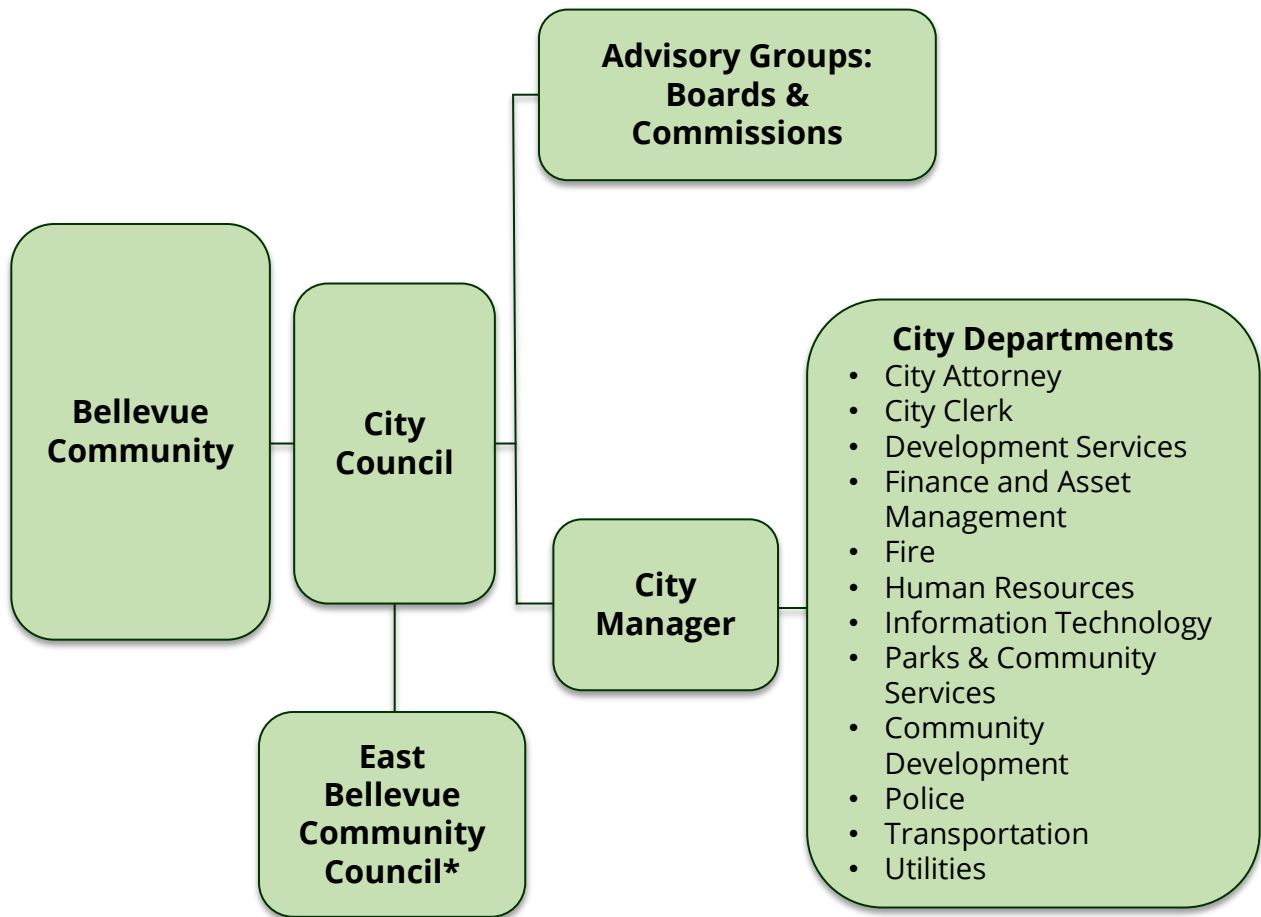 Advisory Groups:
Boards &
Commissions
Bellevue
Community
City
Council
City
Manager
East
Bellevue
Community
Council*
City Departments
• City Attorney
• City Clerk
• Development Services
• Finance and Asset
Management
• Fire
• Human Resources
• Information Technology
• Parks & Community
Services
• Community
Development
• Police
• Transportation
• Utilities